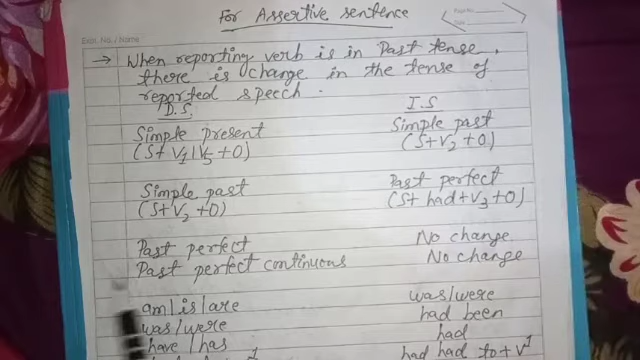 For Assertive sentence
Page No.
Date
Exp. No. / Name
→ When reporting verb is in Past tense,
there is change in the tense of
reported speech.
D.S. I.S
Simple present Simple past
(S+V1/V5+O) (S+V2+O)
Simple past Past perfect
(S+V2+O) (S+had+V3+O)
Past perfect No change
Past perfect continuous No change
am/is/are was/were
was/were had been
have/has had
had had to+V1